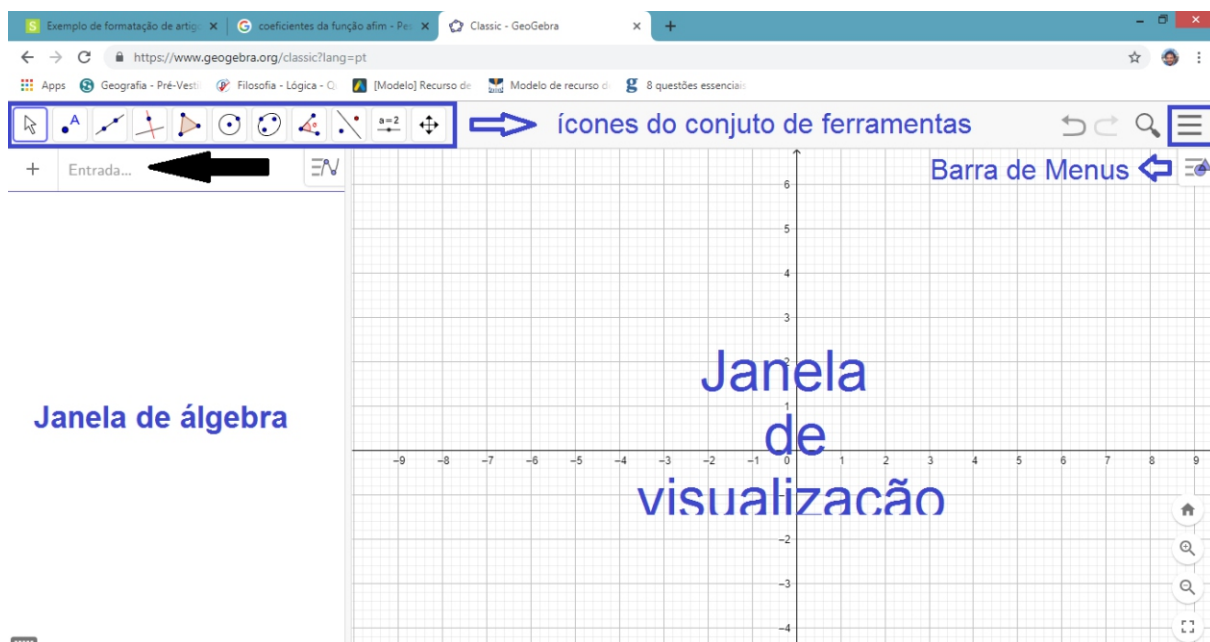 Exemplo de formatação de artig
coeficientes da função afim - Pe
Classic - GeoGebra
https://www.geogebra.org/classic?lang=pt
Apps
Geografia - Pré-Vesti
Filosofia - Lógica - Q
[Modelo] Recurso de
Modelo de recurso d
8 questões essenciais
A
a=2
ícones do conjuto de ferramentas
+ Entrada...
Barra de Menus
6
5
4
3
2
Janela
1
de
Janela de álgebra
-9 -8 -7 -6 -5 -4 -3 -2 -1 0 1 2 3 4 5 6 7 8 9
visualização
-2
-3
-4